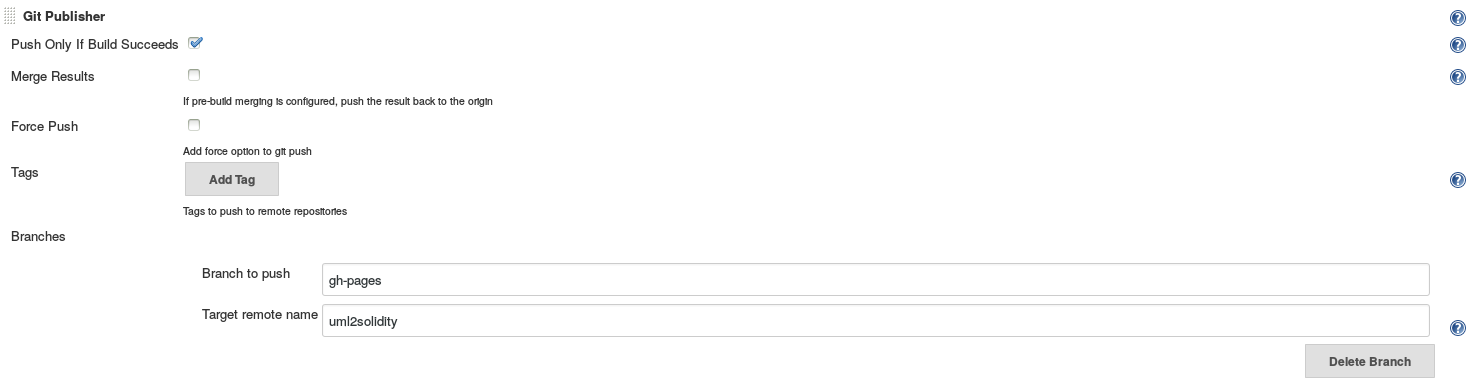 Git Publisher
Push Only If Build Succeeds
Merge Results
If pre-build merging is configured, push the result back to the origin
Force Push
Add force option to git push
Tags
Add Tag
Tags to push to remote repositories
Branches
Branch to push
gh-pages
Target remote name
uml2solidity
Delete Branch